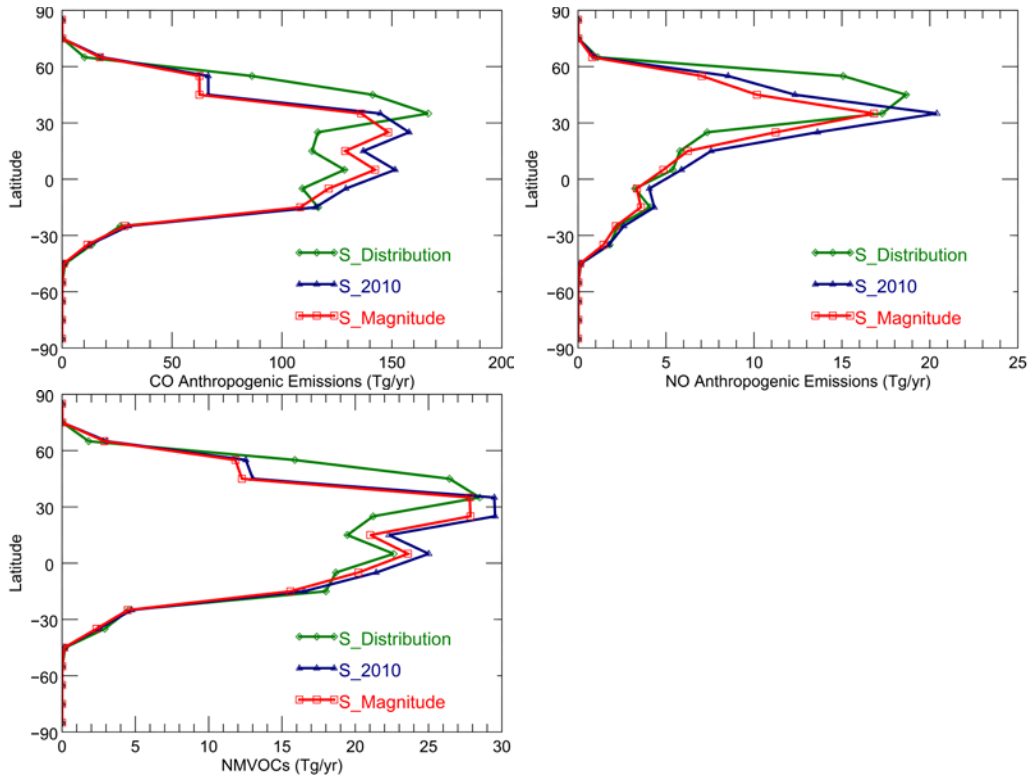 90
60
30
0
−30
−60
−90
Latitude
S_Distribution
S_2010
S_Magnitude
0 50 100 150 200
CO Anthropogenic Emissions (Tg/yr)
90
60
30
0
−30
−60
−90
Latitude
S_Distribution
S_2010
S_Magnitude
0 5 10 15 20 25
NO Anthropogenic Emissions (Tg/yr)
90
60
30
0
−30
−60
−90
Latitude
S_Distribution
S_2010
S_Magnitude
0 5 10 15 20 25 30
NMVOCs (Tg/yr)